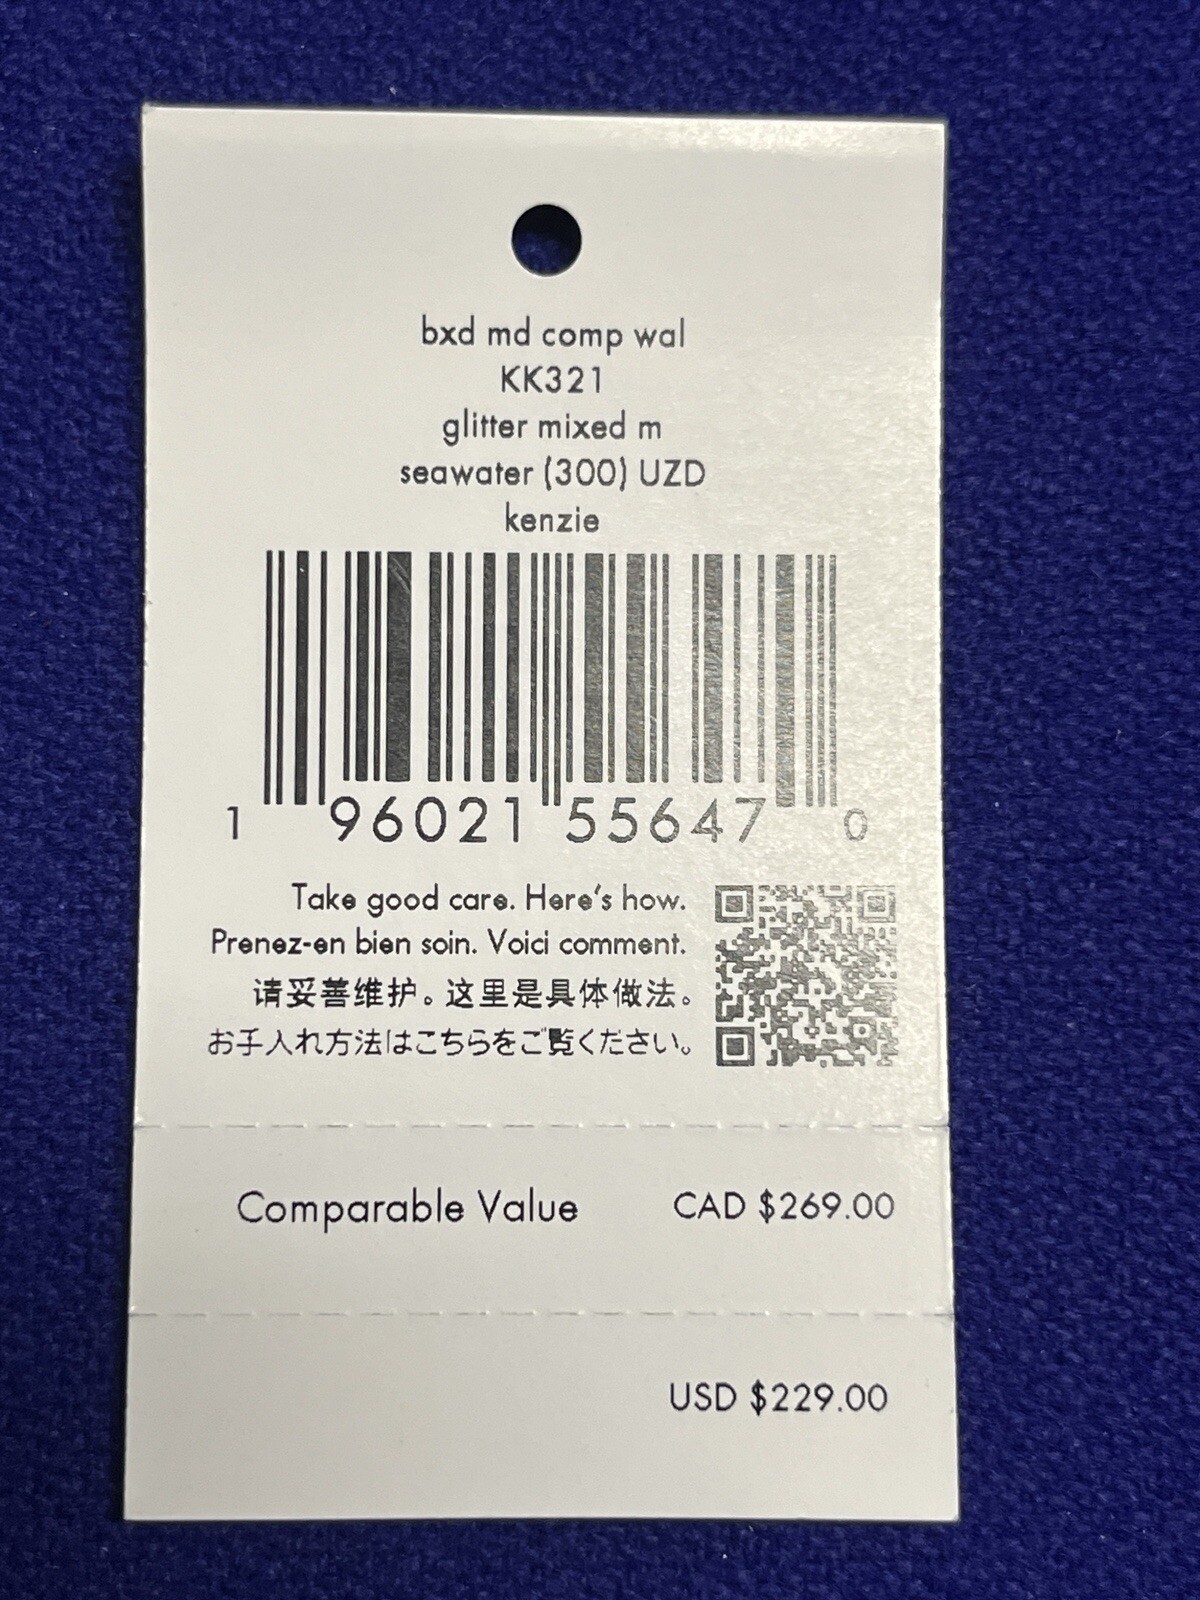 bxd md comp wal
KK321
glitter mixed m
seawater (300) UZD
kenzie
1 96021 55647 0
Take good care. Here's how.
Prenez-en bien soin. Voici comment.
请妥善维护。这里是具体做法。
お手入れ方法はこちらをご覧ください。
Comparable Value CAD $269.00
USD $229.00